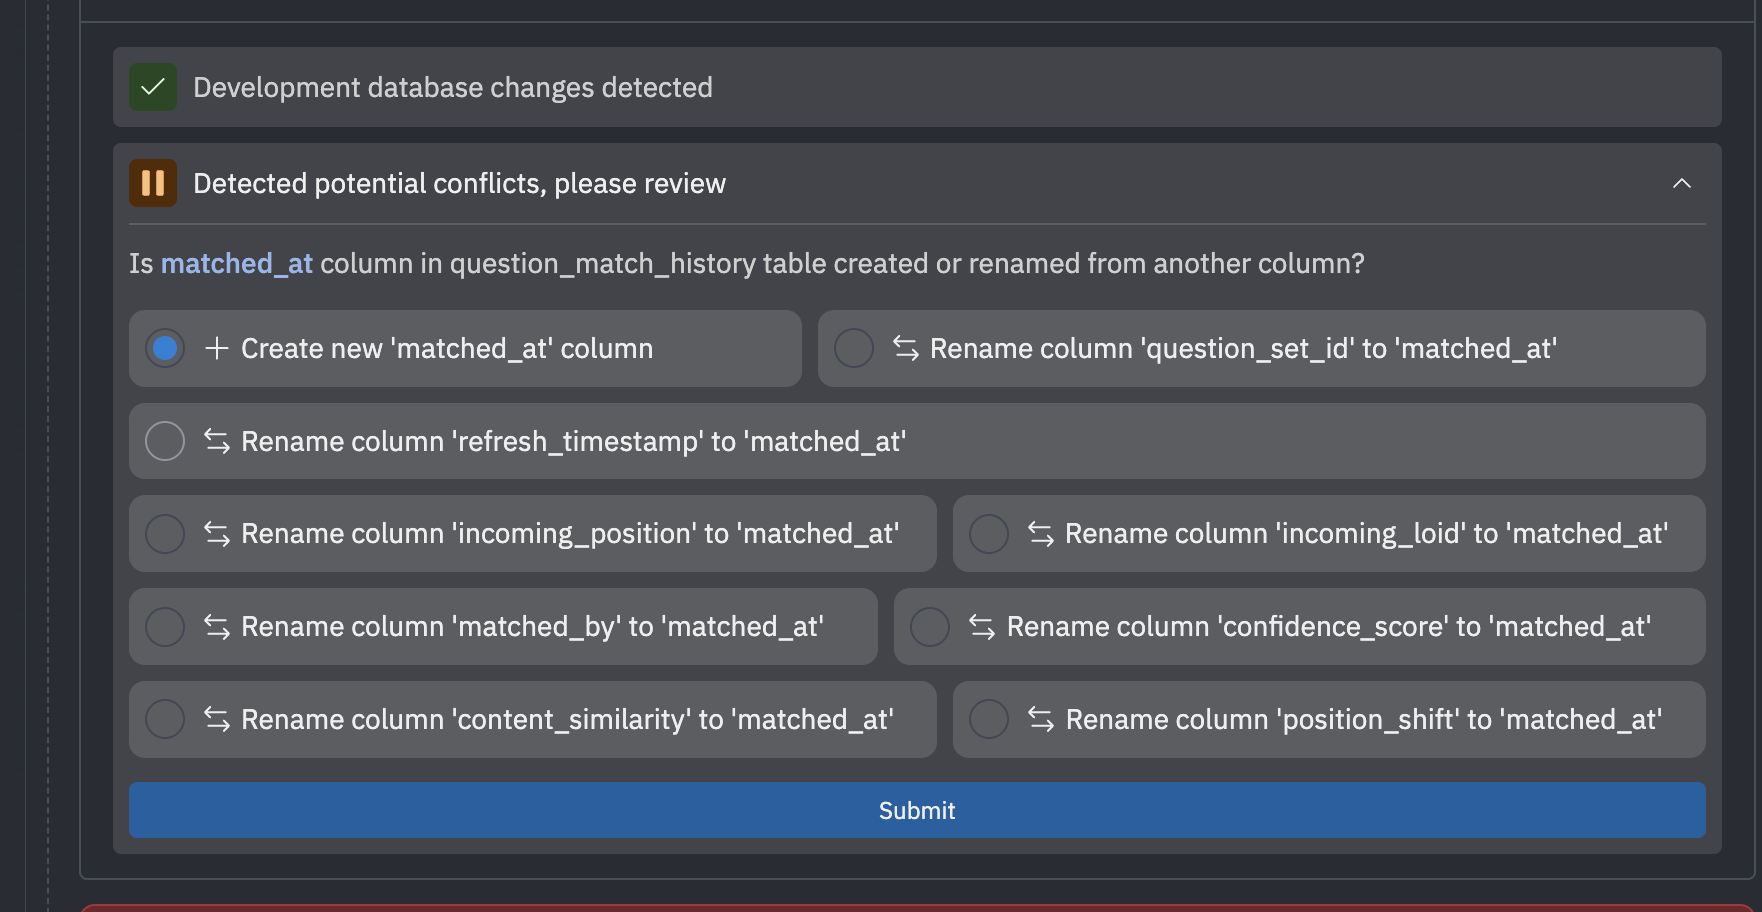 Development database changes detected
Detected potential conflicts, please review
Is matched_at column in question_match_history table created or renamed from another column?
Create new 'matched_at' column
Rename column 'question_set_id' to 'matched_at'
Rename column 'refresh_timestamp' to 'matched_at'
Rename column 'incoming_position' to 'matched_at'
Rename column 'incoming_loid' to 'matched_at'
Rename column 'matched_by' to 'matched_at'
Rename column 'confidence_score' to 'matched_at'
Rename column 'content_similarity' to 'matched_at'
Rename column 'position_shift' to 'matched_at'
Submit